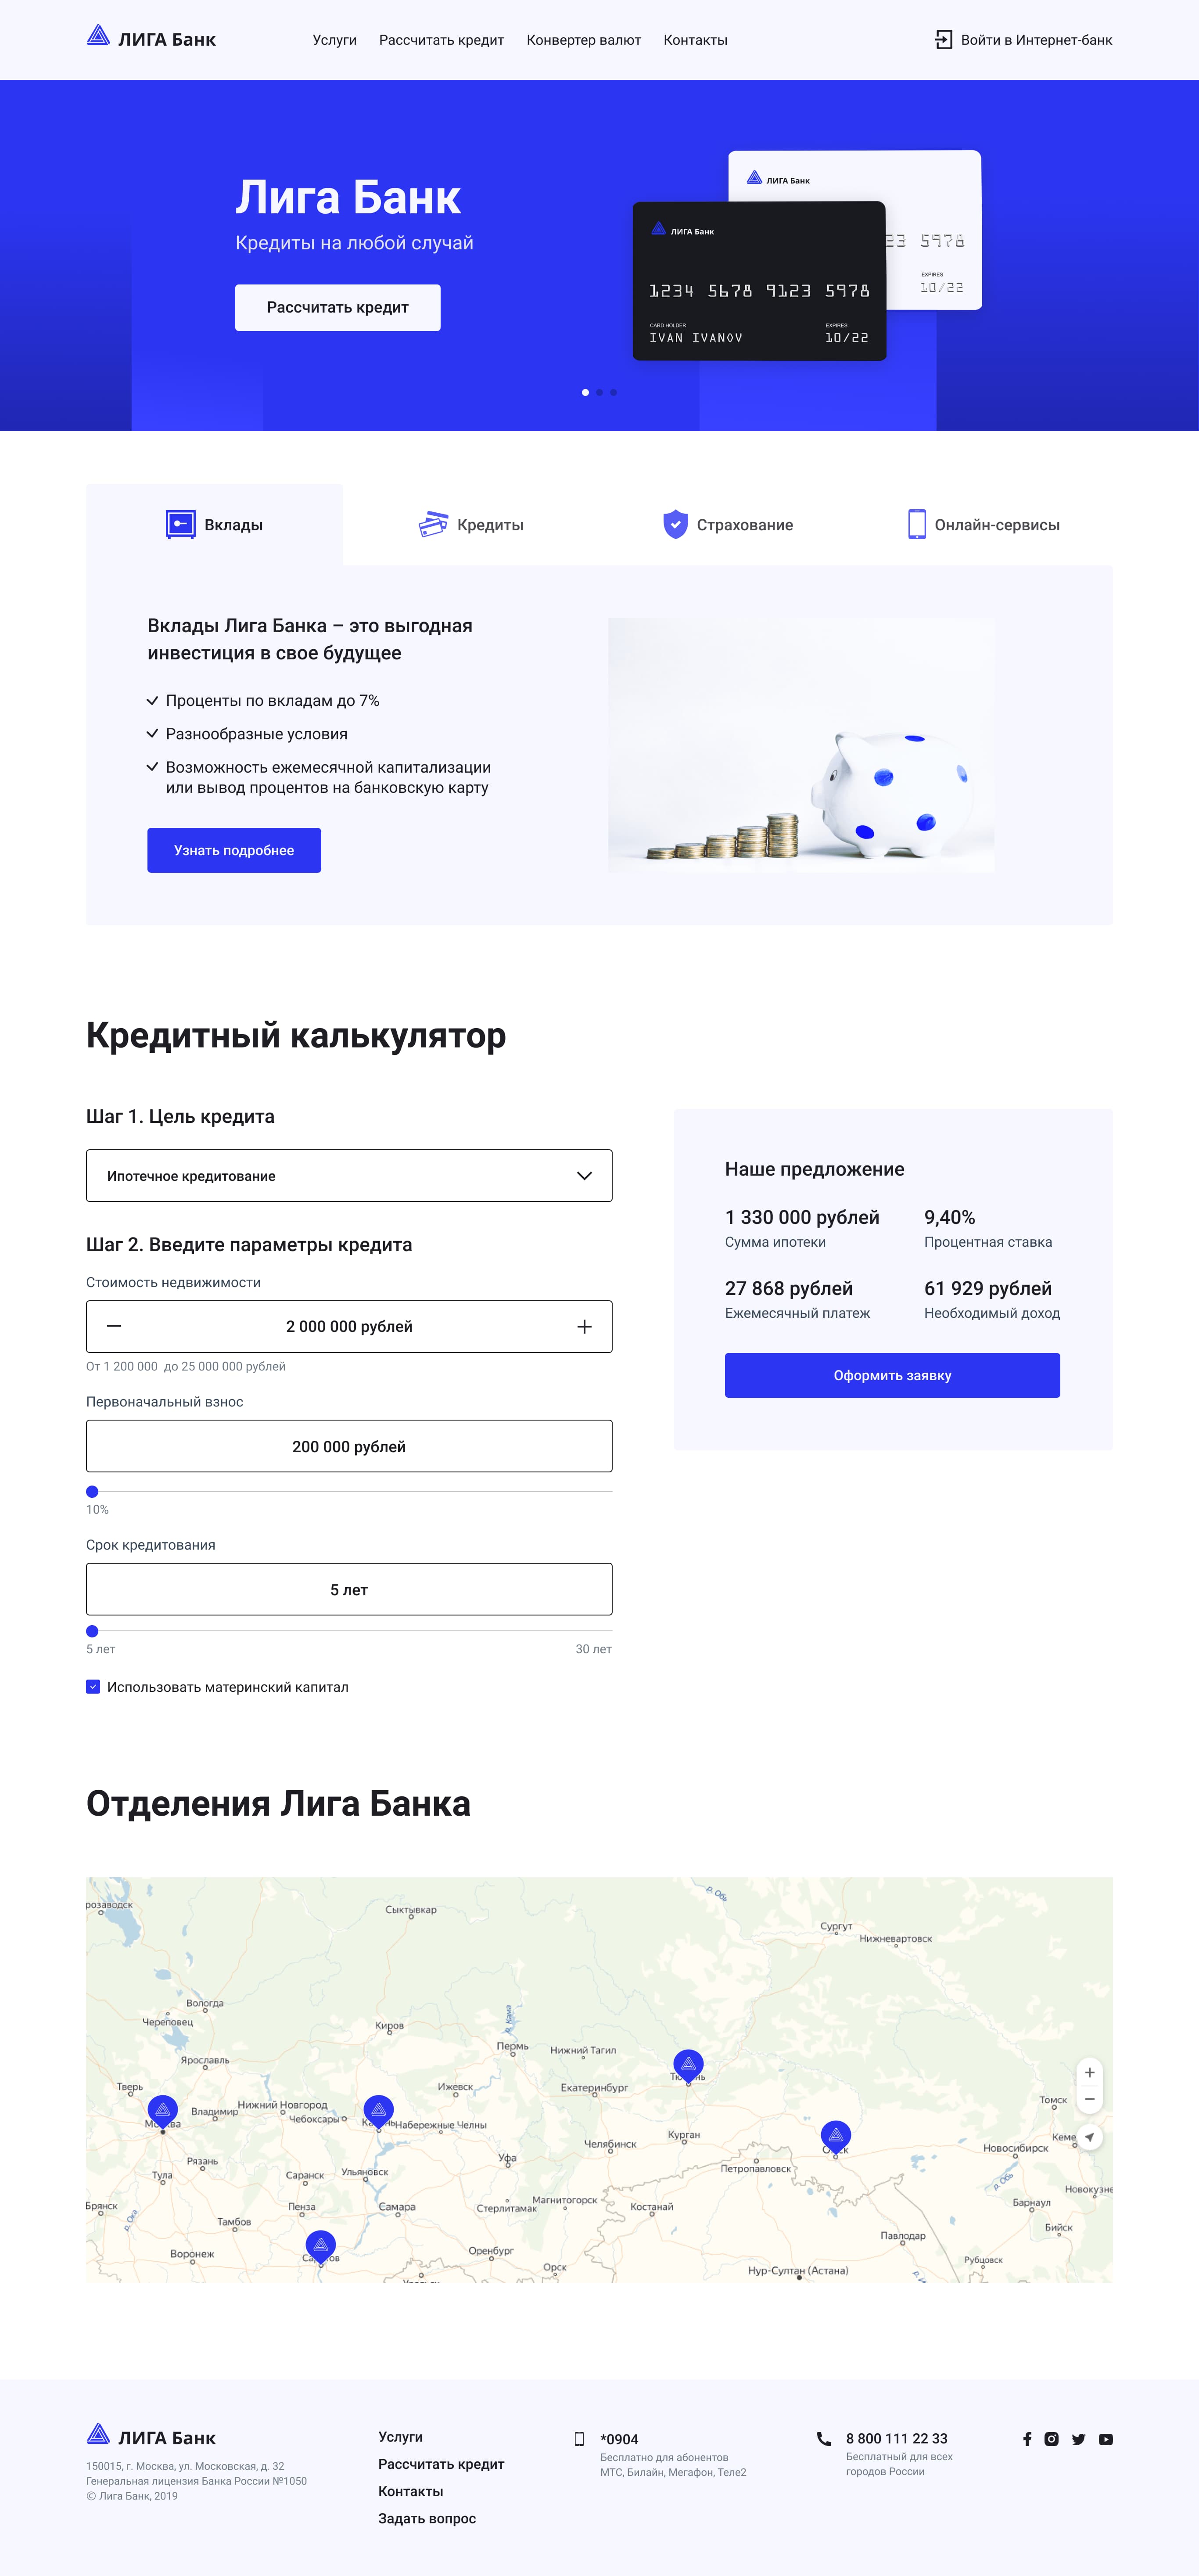 ЛИГА Банк
Услуги
Рассчитать кредит
Конвертер валют
Контакты
Войти в Интернет-банк
Лига Банк
Кредиты на любой случай
Рассчитать кредит
ЛИГА Банк
23 5978
EXPIRES
10/22
ЛИГА Банк
1234 5678 9123 5978
CARD HOLDER
IVAN IVANOV
EXPIRES
10/22
Вклады
Кредиты
Страхование
Онлайн-сервисы
Вклады Лига Банка – это выгодная
инвестиция в свое будущее
Проценты по вкладам до 7%
Разнообразные условия
Возможность ежемесячной капитализации
или вывод процентов на банковскую карту
Узнать подробнее
Кредитный калькулятор
Шаг 1. Цель кредита
Ипотечное кредитование
Шаг 2. Введите параметры кредита
Стоимость недвижимости
2 000 000 рублей
От 1 200 000  до 25 000 000 рублей
Первоначальный взнос
200 000 рублей
10%
Срок кредитования
5 лет
5 лет
30 лет
Использовать материнский капитал
Наше предложение
1 330 000 рублей
Сумма ипотеки
9,40%
Процентная ставка
27 868 рублей
Ежемесячный платеж
61 929 рублей
Необходимый доход
Оформить заявку
Отделения Лига Банка
розаводск
Сыктывкар
р. Обь
Сургут
Нижневартовск
Вологда
Череповец
Киров
р. Кама
Пермь
Нижний Тагил
Ярославль
Тверь
Ижевск
Екатеринбург
Томск
Владимир
Нижний Новгород
Чебоксары
Набережные Челны
Курган
Челябинск
Новосибирск
Кеме
Рязань
Уфа
Петропавловск
Тула
Саранск
Ульяновск
р. Обь
Новокузне
Брянск
Пенза
Самара
Стерлитамак
Магнитогорск
Костанай
Барнаул
р. Ока
Тамбов
Бийск
Павлодар
Воронеж
Оренбург
Орск
Рубцовск
Нур-Султан (Астана)
ЛИГА Банк
150015, г. Москва, ул. Московская, д. 32
Генеральная лицензия Банка России №1050
© Лига Банк, 2019
Услуги
Рассчитать кредит
Контакты
Задать вопрос
*0904
Бесплатно для абонентов
МТС, Билайн, Мегафон, Теле2
8 800 111 22 33
Бесплатный для всех
городов России